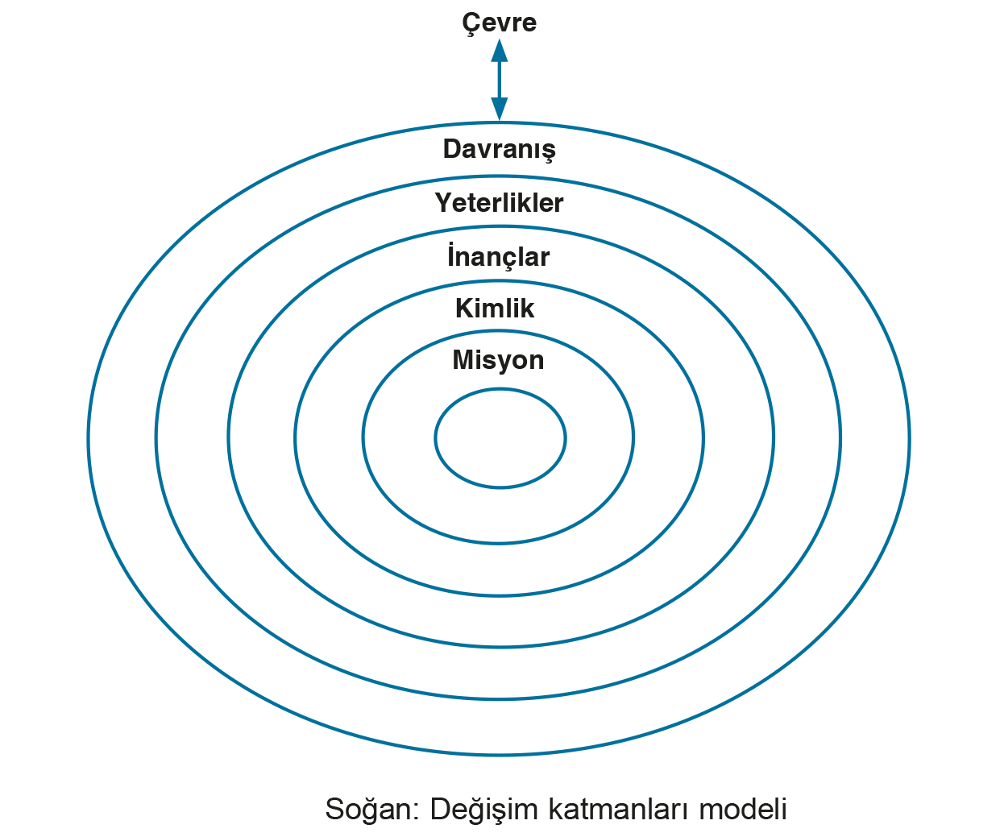 Çevre
Davranış
Yeterlikler
İnançlar
Kimlik
Misyon
Soğan: Değişim katmanları modeli